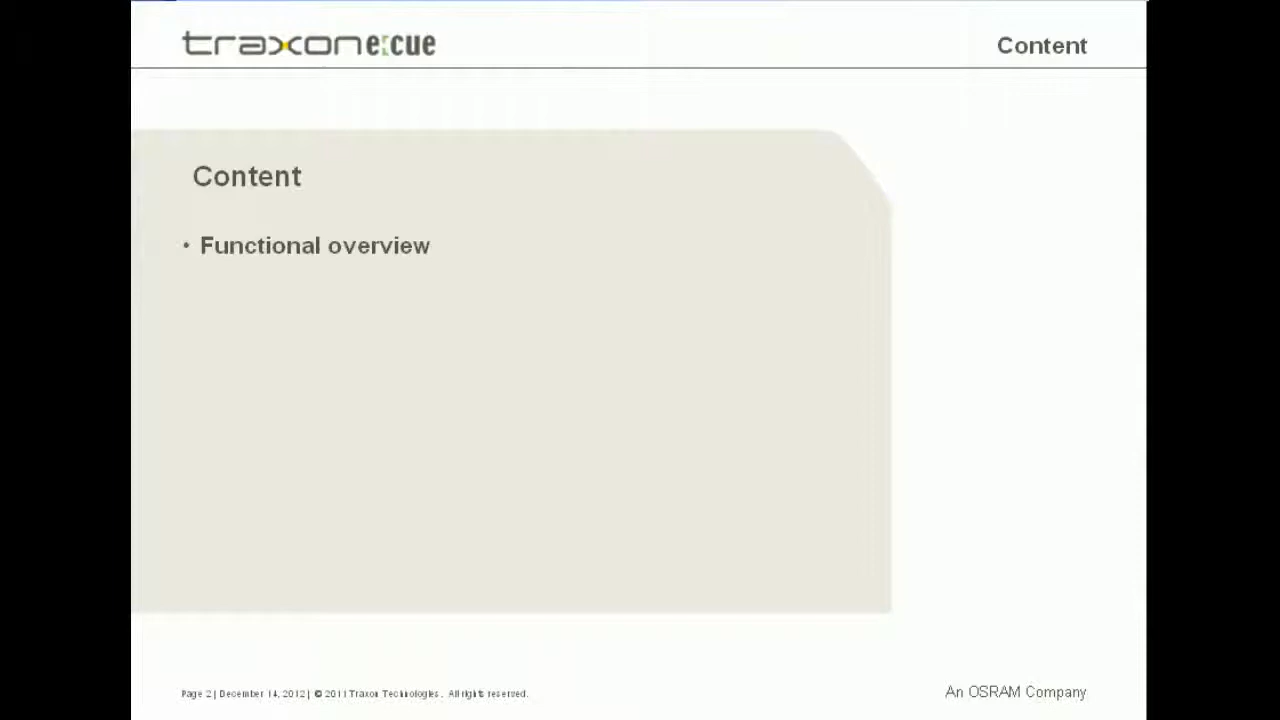 traxon e:cue
Content
Content
• Functional overview
Page 2 | December 14, 2012 | © 2011 Traxon Technologies. All rights reserved.
An OSRAM Company